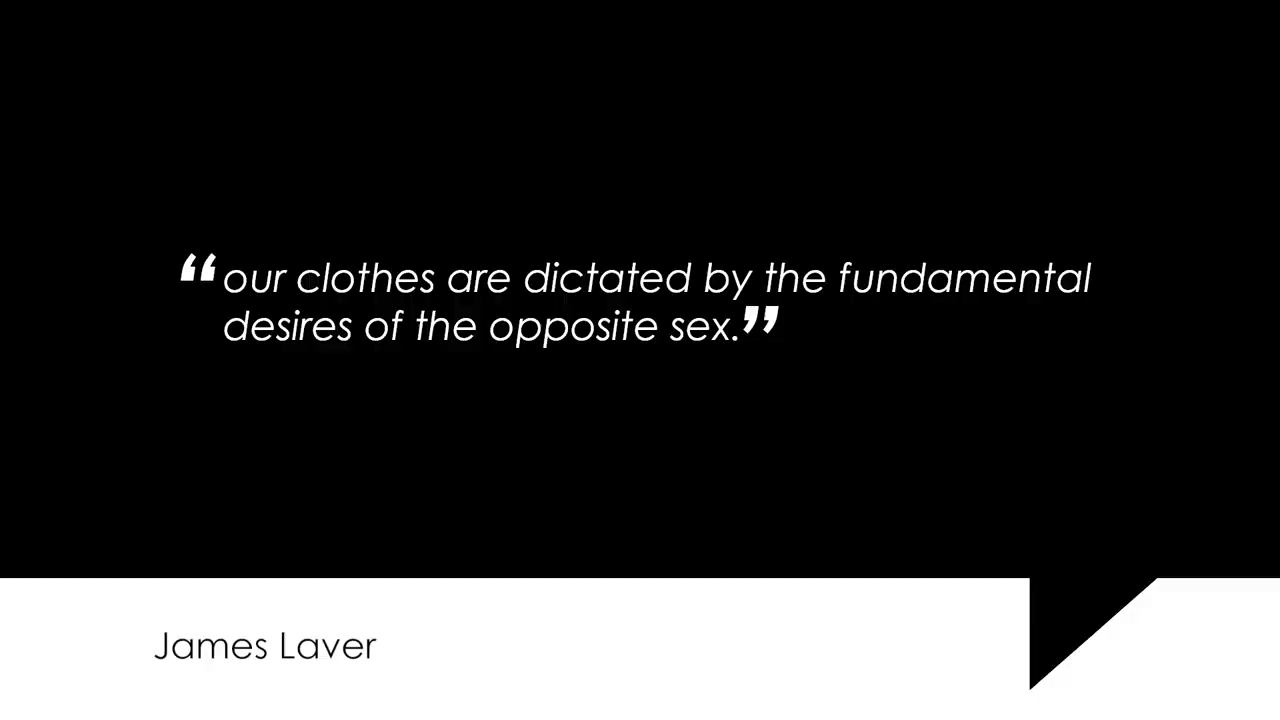 “our clothes are dictated by the fundamental
desires of the opposite sex.”
James Laver